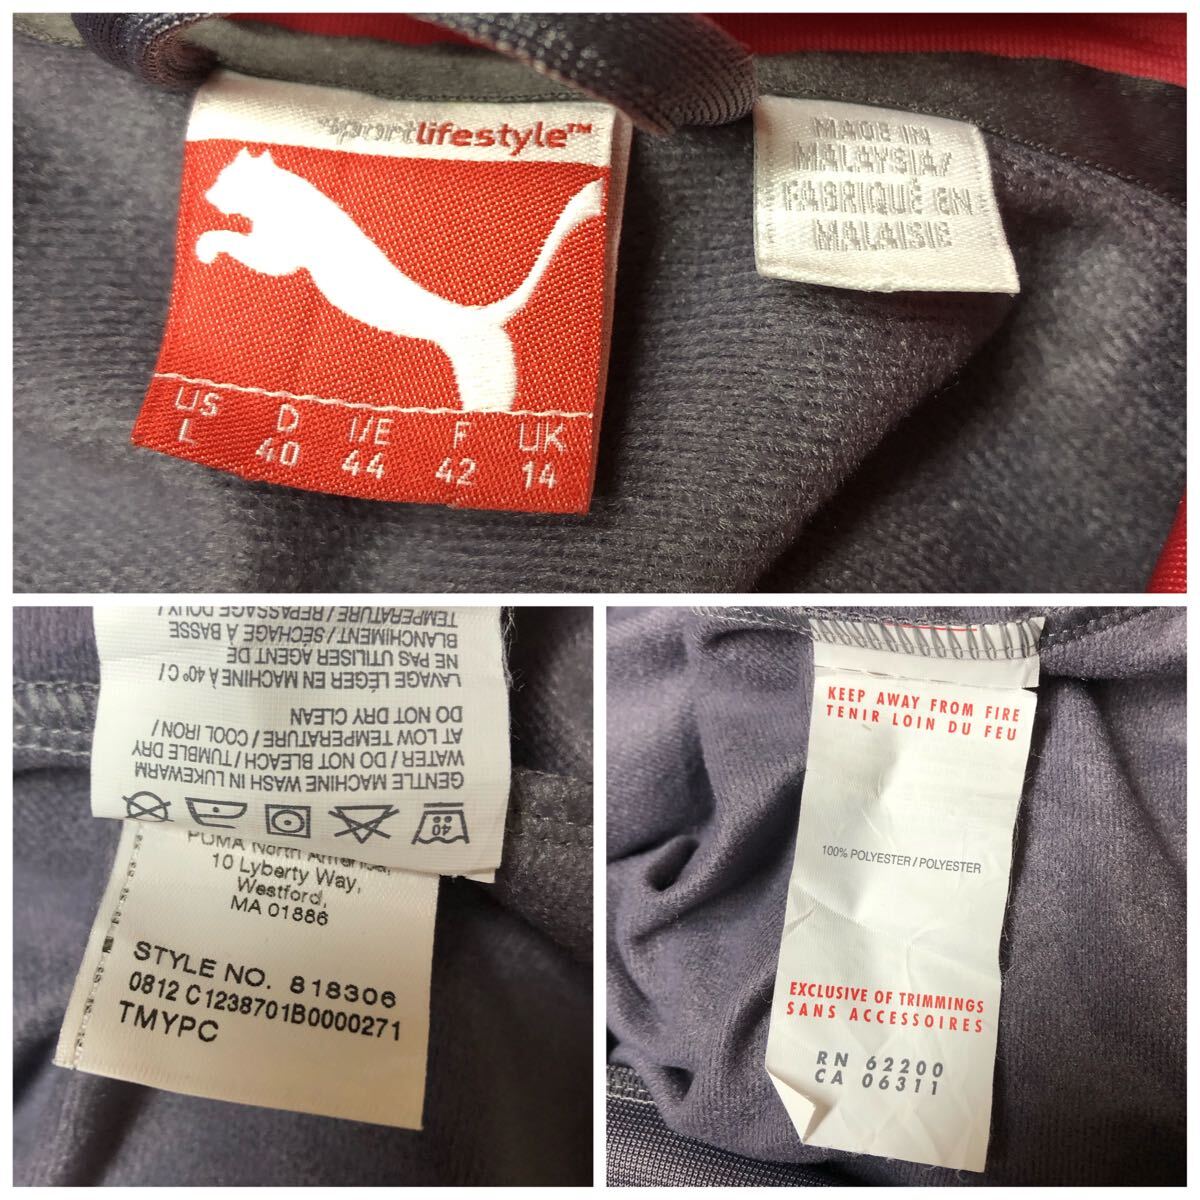 sportlifestyle™
US D I/E F UK
L 40 44 42 14
MADE IN
MALAYSIA/
FABRIQUÉ EN
MALAISIE
TEMPÉRATURE / REPASSAGE DOUX /
BLANCHIMENT / SÉCHAGE À BASSE
NE PAS UTILISER AGENT DE
LAVAGE LÉGER EN MACHINE À 40° C /
DO NOT DRY CLEAN
AT LOW TEMPERATURE / COOL IRON /
WATER / DO NOT BLEACH / TUMBLE DRY
GENTLE MACHINE WASH IN LUKEWARM
40
PUMA North America,
10 Lyberty Way,
Westford,
MA 01886
STYLE NO. 818306
0812 C1238701B0000271
TMYPC
KEEP AWAY FROM FIRE
TENIR LOIN DU FEU
100% POLYESTER / POLYESTER
EXCLUSIVE OF TRIMMINGS
SANS ACCESSOIRES
RN 62200
CA 06311